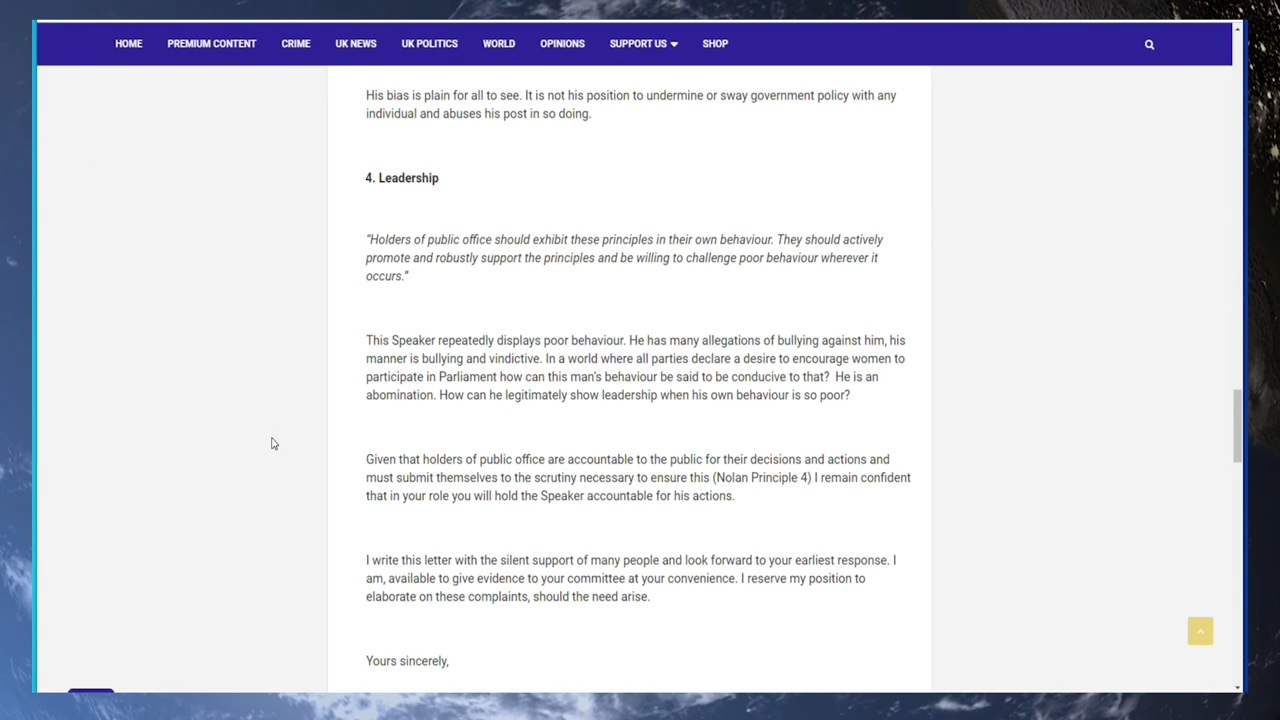 HOME PREMIUM CONTENT CRIME UK NEWS UK POLITICS WORLD OPINIONS SUPPORT US SHOP
His bias is plain for all to see. It is not his position to undermine or sway government policy with any
individual and abuses his post in so doing.
4. Leadership
“Holders of public office should exhibit these principles in their own behaviour. They should actively
promote and robustly support the principles and be willing to challenge poor behaviour wherever it
occurs.”
This Speaker repeatedly displays poor behaviour. He has many allegations of bullying against him, his
manner is bullying and vindictive. In a world where all parties declare a desire to encourage women to
participate in Parliament how can this man’s behaviour be said to be conducive to that? He is an
abomination. How can he legitimately show leadership when his own behaviour is so poor?
Given that holders of public office are accountable to the public for their decisions and actions and
must submit themselves to the scrutiny necessary to ensure this (Nolan Principle 4) I remain confident
that in your role you will hold the Speaker accountable for his actions.
I write this letter with the silent support of many people and look forward to your earliest response. I
am, available to give evidence to your committee at your convenience. I reserve my position to
elaborate on these complaints, should the need arise.
Yours sincerely,